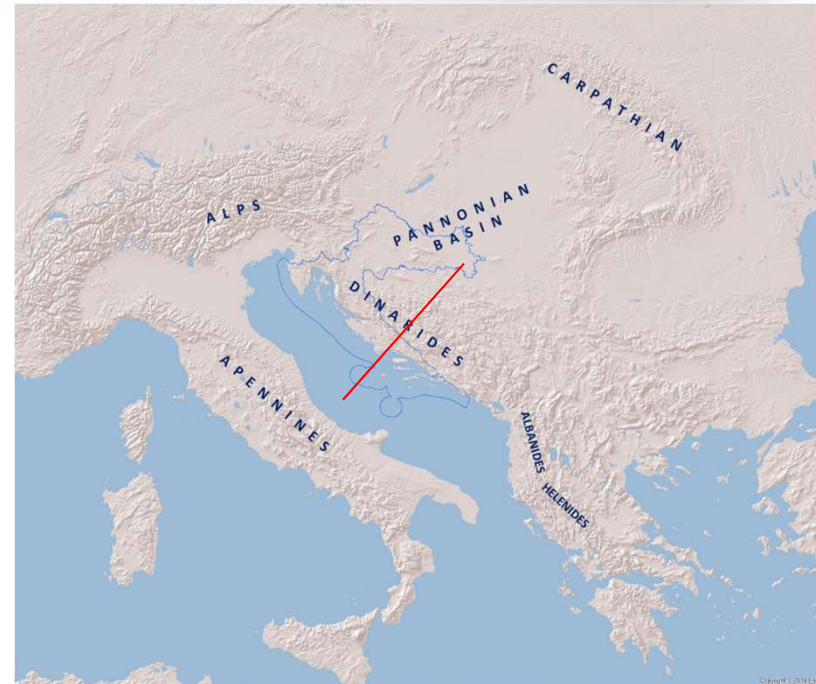 CARPATHIAN
ALPS
PANNONIAN
BASIN
DINARIDES
APENNINES
ALBANIDES
HELENIDES